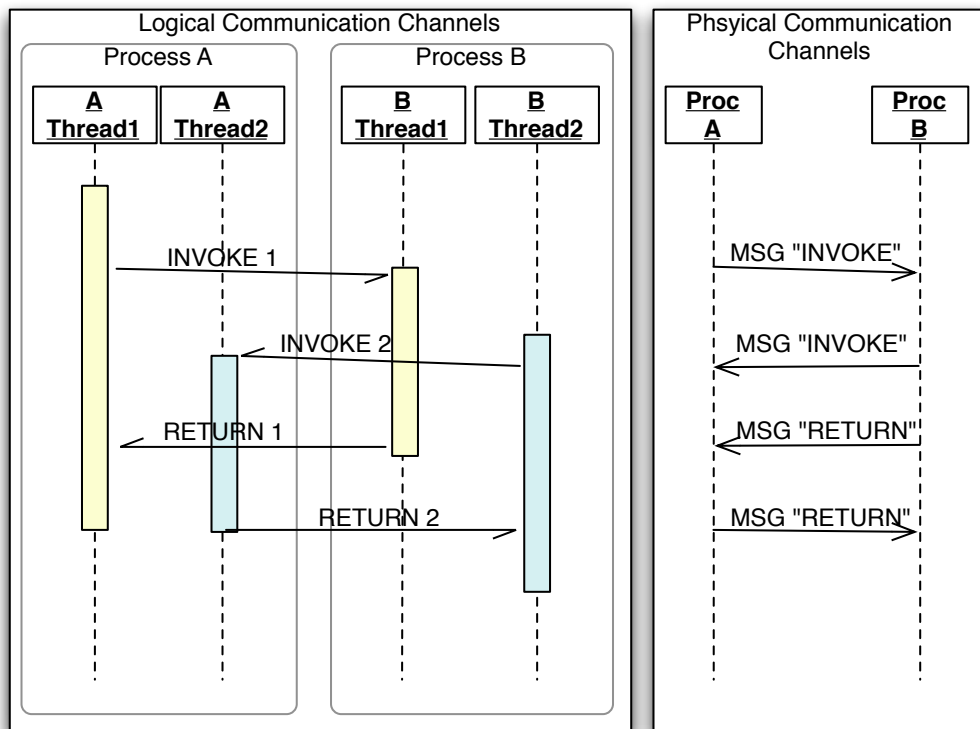 Logical Communication Channels
Process A
Process B
A
Thread1
A
Thread2
B
Thread1
B
Thread2
INVOKE 1
INVOKE 2
RETURN 1
RETURN 2
Phsyical Communication
Channels
Proc
A
Proc
B
MSG "INVOKE"
MSG "INVOKE"
MSG "RETURN"
MSG "RETURN"